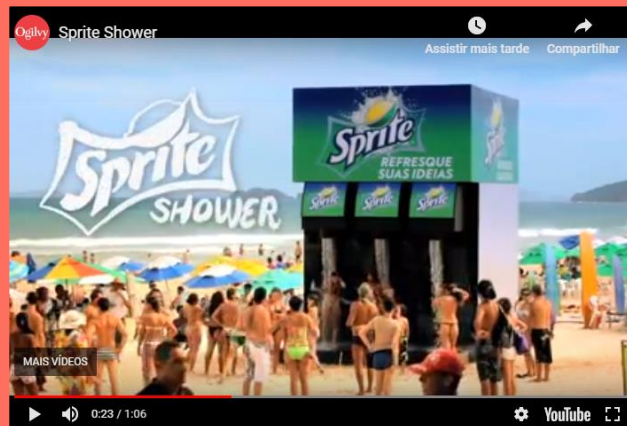 Ogilvy
Sprite Shower
Assistir mais tarde
Compartilhar
Sprite
SHOWER
Sprite
REFRESQUE
SUAS IDEIAS
Sprite
Sprite
Sprite
MAIS VÍDEOS
0:23 / 1:06
YouTube